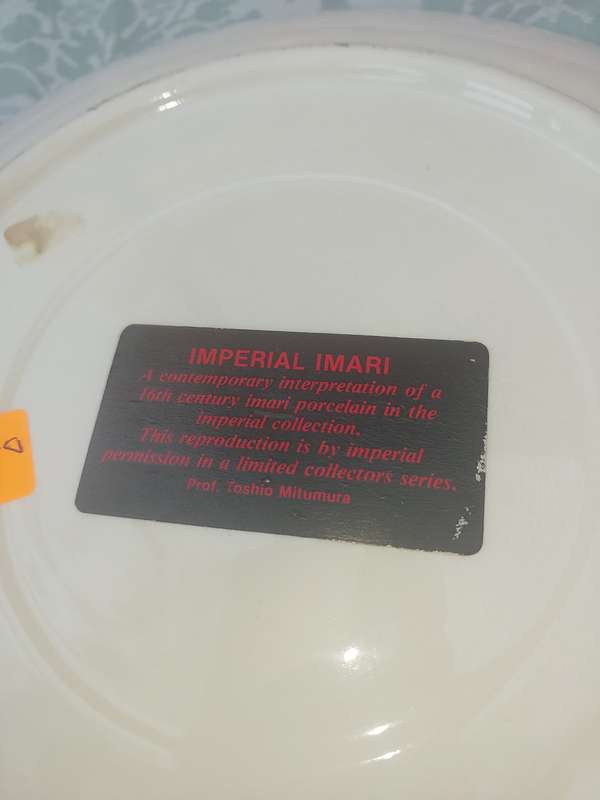 IMPERIAL IMARI
A contemporary interpretation of a
16th century imari porcelain in the
imperial collection.
This reproduction is by imperial
permission in a limited collectors series.
Prof. Toshio Mitumura